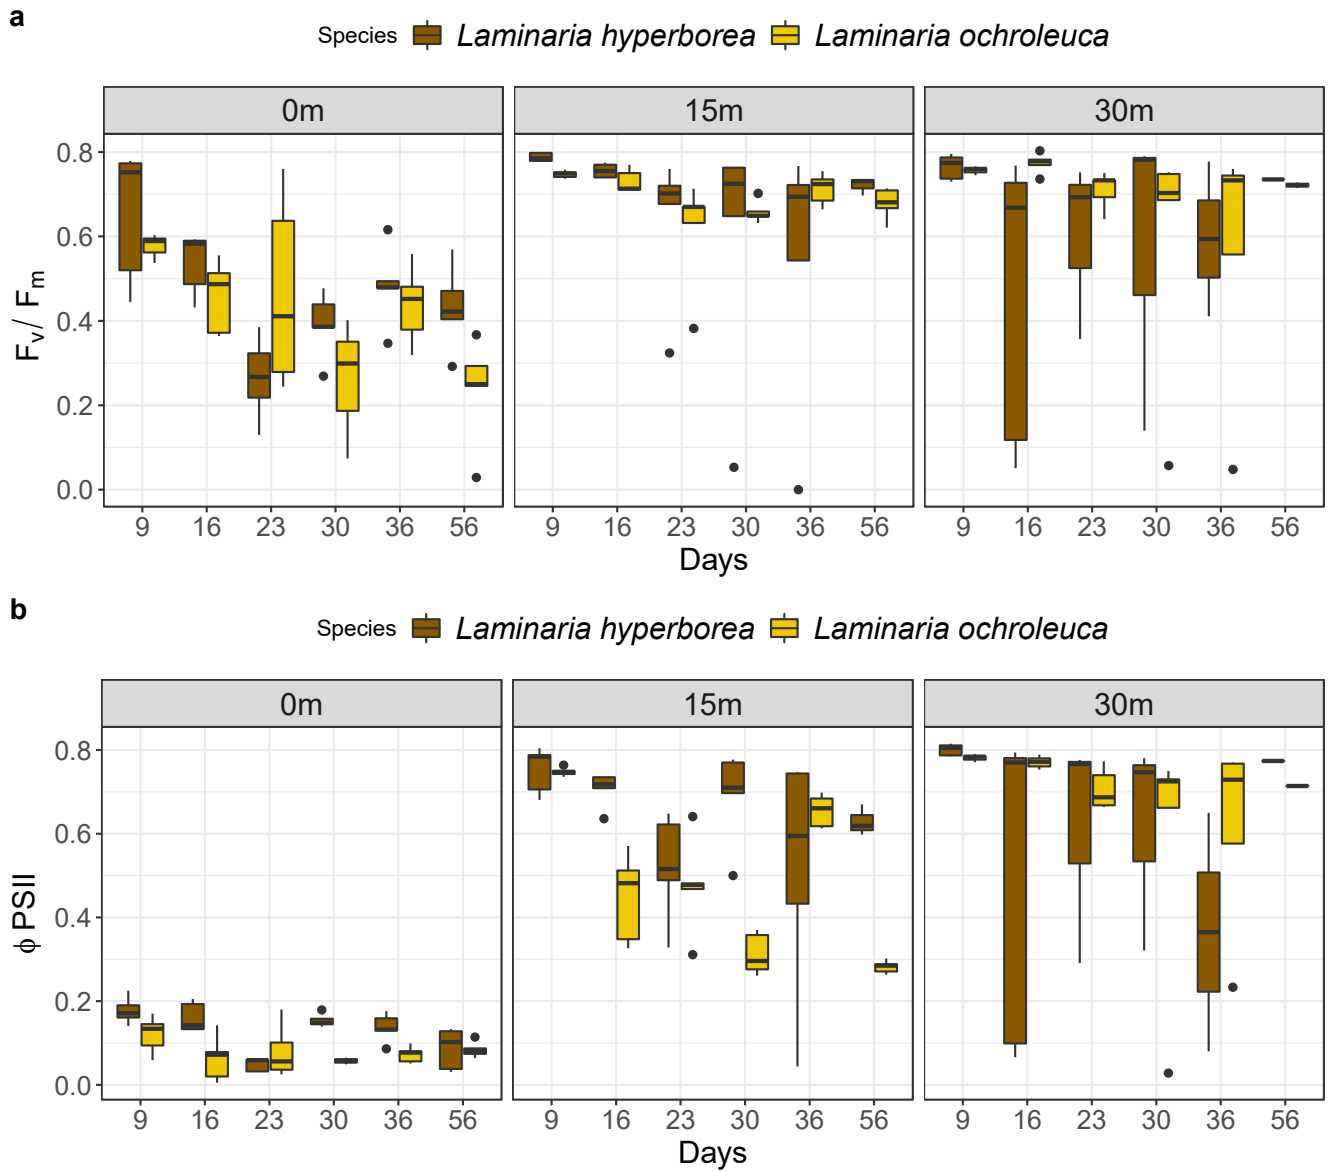 a
Species Laminaria hyperborea Laminaria ochroleuca
0m 15m 30m
0.8
0.6
0.4
0.2
0.0
Fv / Fm
9 16 23 30 36 56 9 16 23 30 36 56 9 16 23 30 36 56
Days
b
Species Laminaria hyperborea Laminaria ochroleuca
0m 15m 30m
0.8
0.6
0.4
0.2
0.0
ϕ PSII
9 16 23 30 36 56 9 16 23 30 36 56 9 16 23 30 36 56
Days